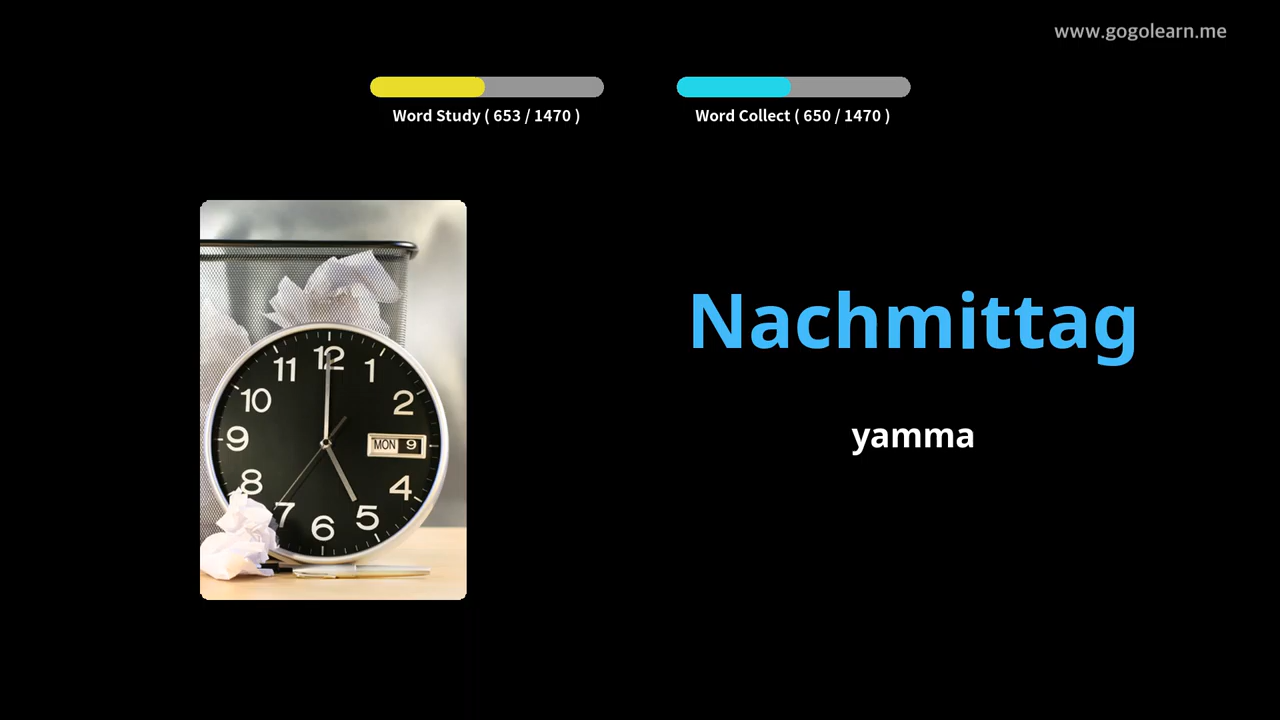 www.gogolearn.me
Word Study ( 653 / 1470 )
Word Collect ( 650 / 1470 )
Nachmittag
yamma
12
11
1
10
2
9
MON 9
8
4
7
5
6